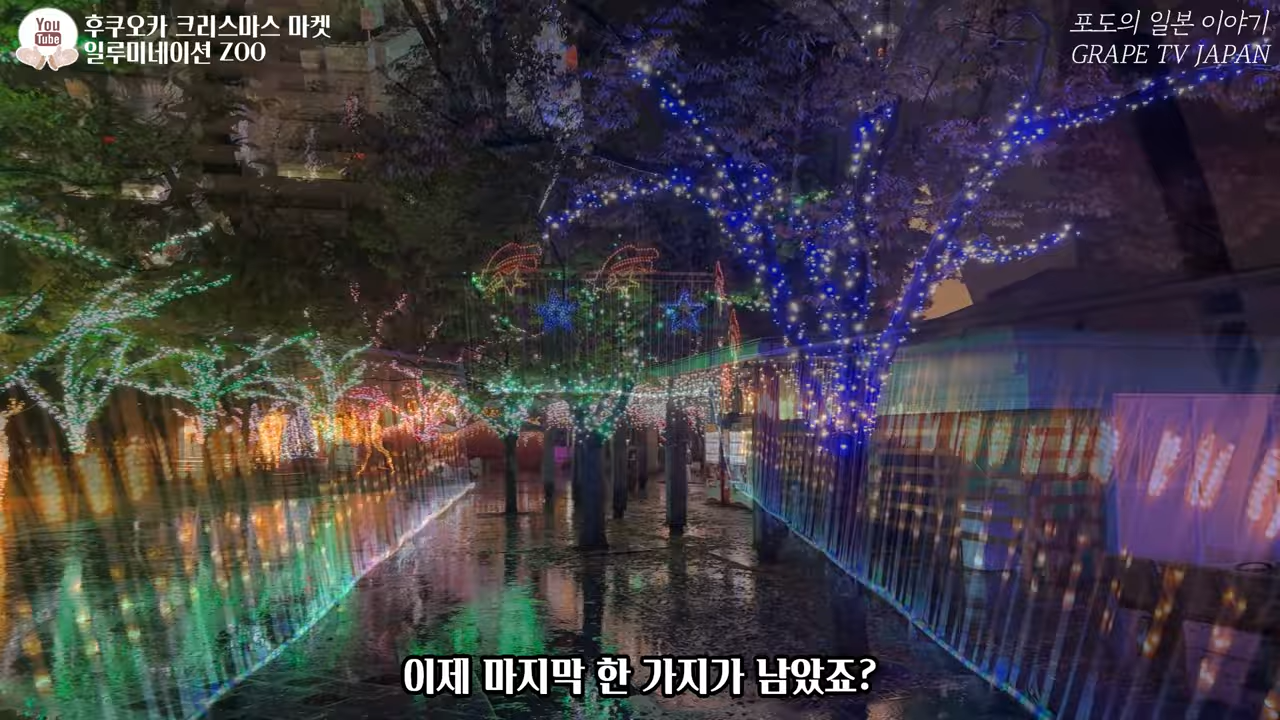 You
Tube
후쿠오카 크리스마스 마켓
일루미네이션 ZOO
포도의 일본 이야기
GRAPE TV JAPAN
이제 마지막 한 가지가 남았죠?